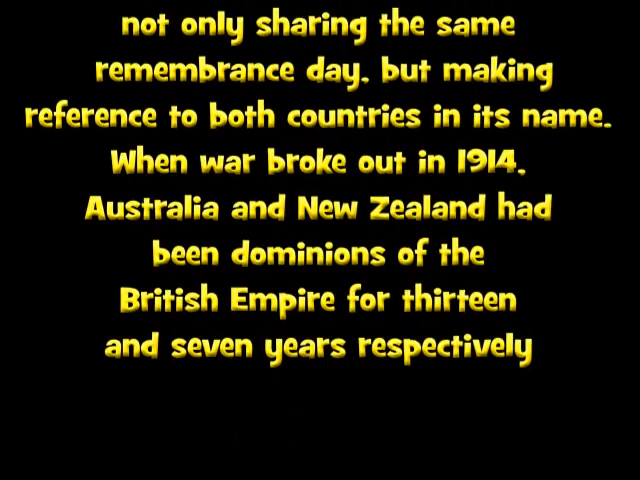 not only sharing the same
remembrance day, but making
reference to both countries in its name.
When war broke out in 1914,
Australia and New Zealand had
been dominions of the
British Empire for thirteen
and seven years respectively